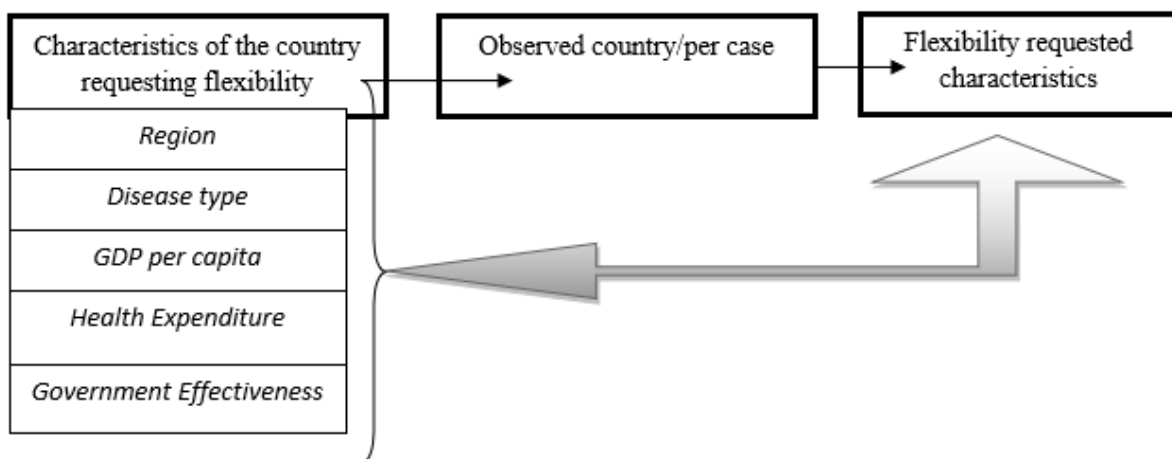 Characteristics of the country
requesting flexibility
Observed country/per case
Flexibility requested
characteristics
Region
Disease type
GDP per capita
Health Expenditure
Government Effectiveness